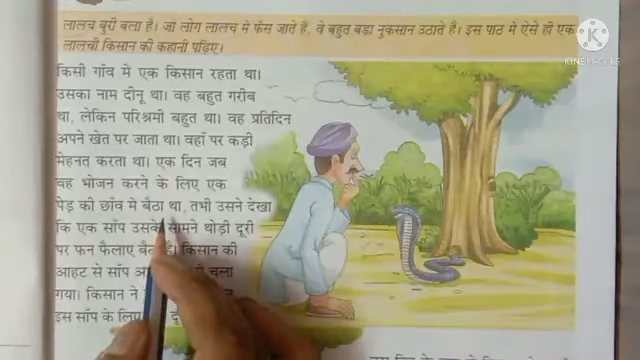 लालच बुरी बला है। जो लोग लालच में फँस जाते हैं, वे बहुत बड़ा नुकसान उठाते हैं। इस पाठ में ऐसे ही एक
लालची किसान की कहानी पढ़िए।
किसी गाँव में एक किसान रहता था।
उसका नाम दीनू था। वह बहुत गरीब
था, लेकिन परिश्रमी बहुत था। वह प्रतिदिन
अपने खेत पर जाता था। वहाँ पर कड़ी
मेहनत करता था। एक दिन जब
वह भोजन करने के लिए एक
पेड़ की छाँव में बैठा था, तभी उसने देखा
कि एक साँप उसके सामने थोड़ी दूरी
पर फन फैलाए है। किसान की
आहट से साँप चला
गया। किसान ने
इस साँप के लिए
KINEMASTER